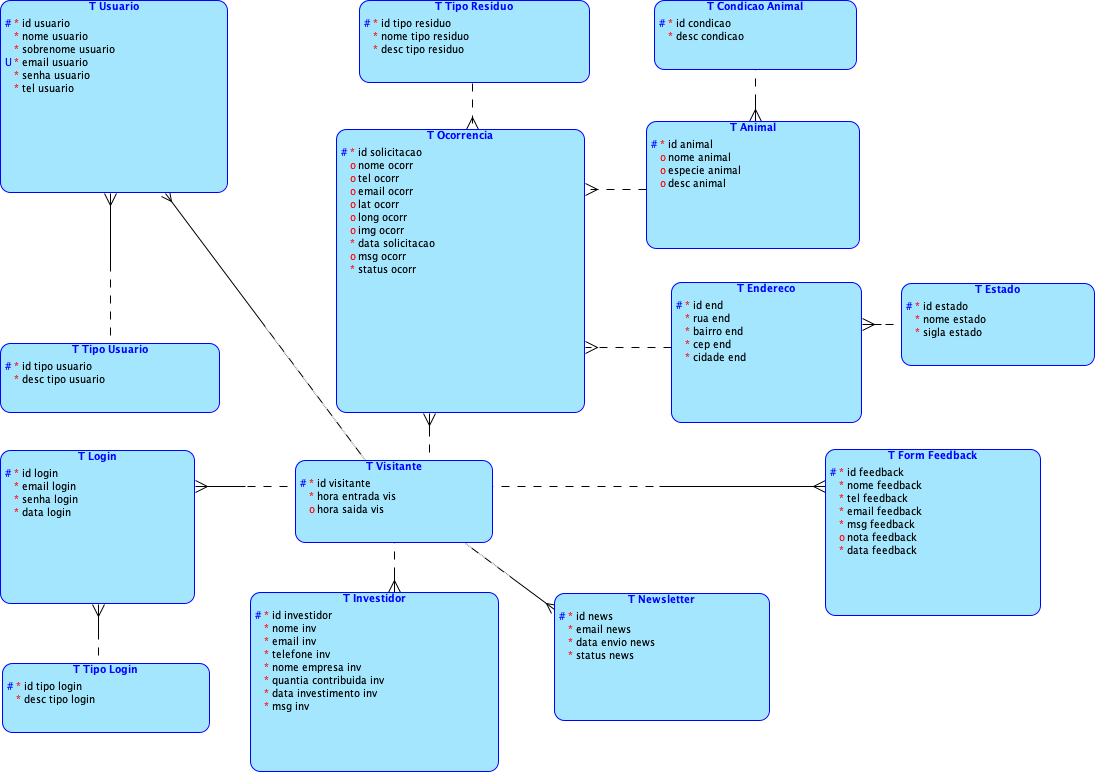 T Usuario
# * id usuario
* nome usuario
* sobrenome usuario
U * email usuario
* senha usuario
* tel usuario
T Tipo Residuo
# * id tipo residuo
* nome tipo residuo
* desc tipo residuo
T Condicao Animal
# * id condicao
* desc condicao
T Ocorrencia
# * id solicitacao
o nome ocorr
o tel ocorr
o email ocorr
o lat ocorr
o long ocorr
o img ocorr
* data solicitacao
o msg ocorr
* status ocorr
T Animal
# * id animal
o nome animal
o especie animal
o desc animal
T Endereco
# * id end
* rua end
* bairro end
* cep end
* cidade end
T Estado
# * id estado
* nome estado
* sigla estado
T Tipo Usuario
# * id tipo usuario
* desc tipo usuario
T Login
# * id login
* email login
* senha login
* data login
T Visitante
# * id visitante
* hora entrada vis
o hora saida vis
T Form Feedback
# * id feedback
* nome feedback
* tel feedback
* email feedback
* msg feedback
o nota feedback
* data feedback
T Tipo Login
# * id tipo login
* desc tipo login
T Investidor
# * id investidor
* nome inv
* email inv
* telefone inv
* nome empresa inv
* quantia contribuida inv
* data investimento inv
* msg inv
T Newsletter
# * id news
* email news
* data envio news
* status news